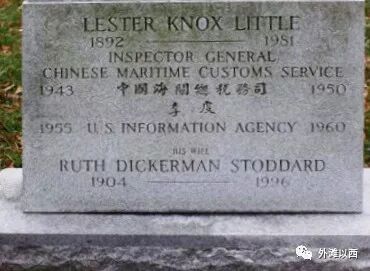 LESTER KNOX LITTLE
1892 — 1981
INSPECTOR GENERAL
CHINESE MARITIME CUSTOMS SERVICE
1943 中國海關總税務司 1950
李度
1955 U.S. INFORMATION AGENCY 1960
HIS WIFE
RUTH DICKERMAN STODDARD
1904 — 1996
外滩以西